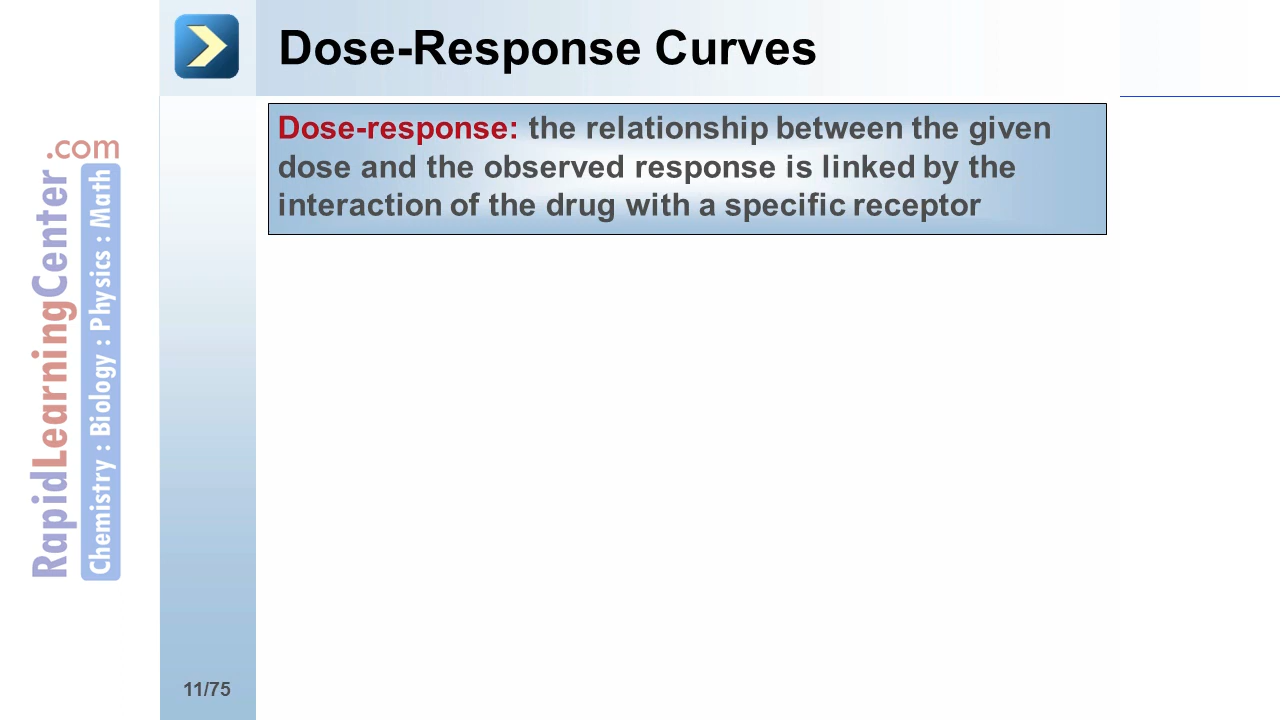 Dose-Response Curves
Dose-response: the relationship between the given
dose and the observed response is linked by the
interaction of the drug with a specific receptor
RapidLearningCenter.com
Chemistry : Biology : Physics : Math
11/75